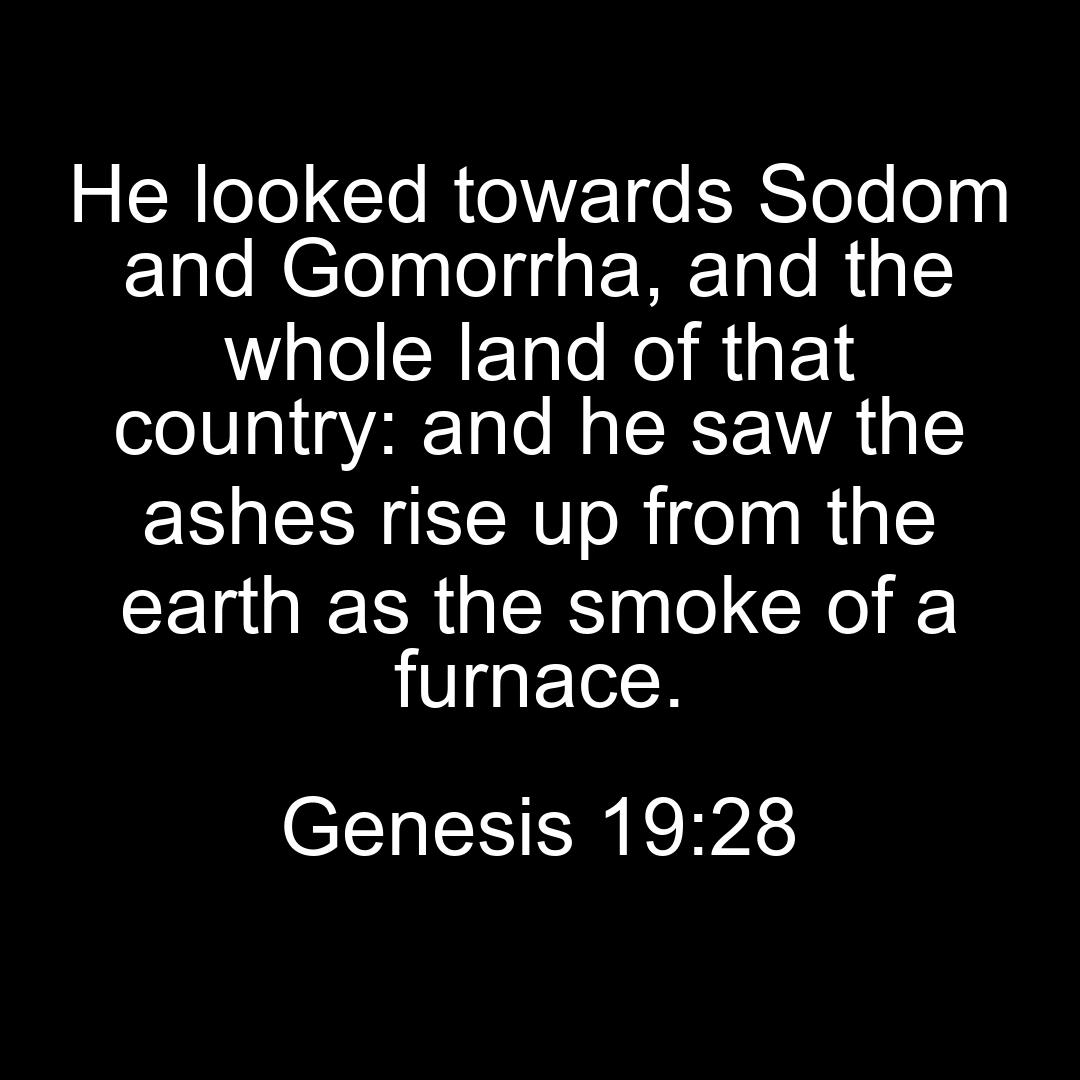 He looked towards Sodom
and Gomorrha, and the
whole land of that
country: and he saw the
ashes rise up from the
earth as the smoke of a
furnace.
Genesis 19:28